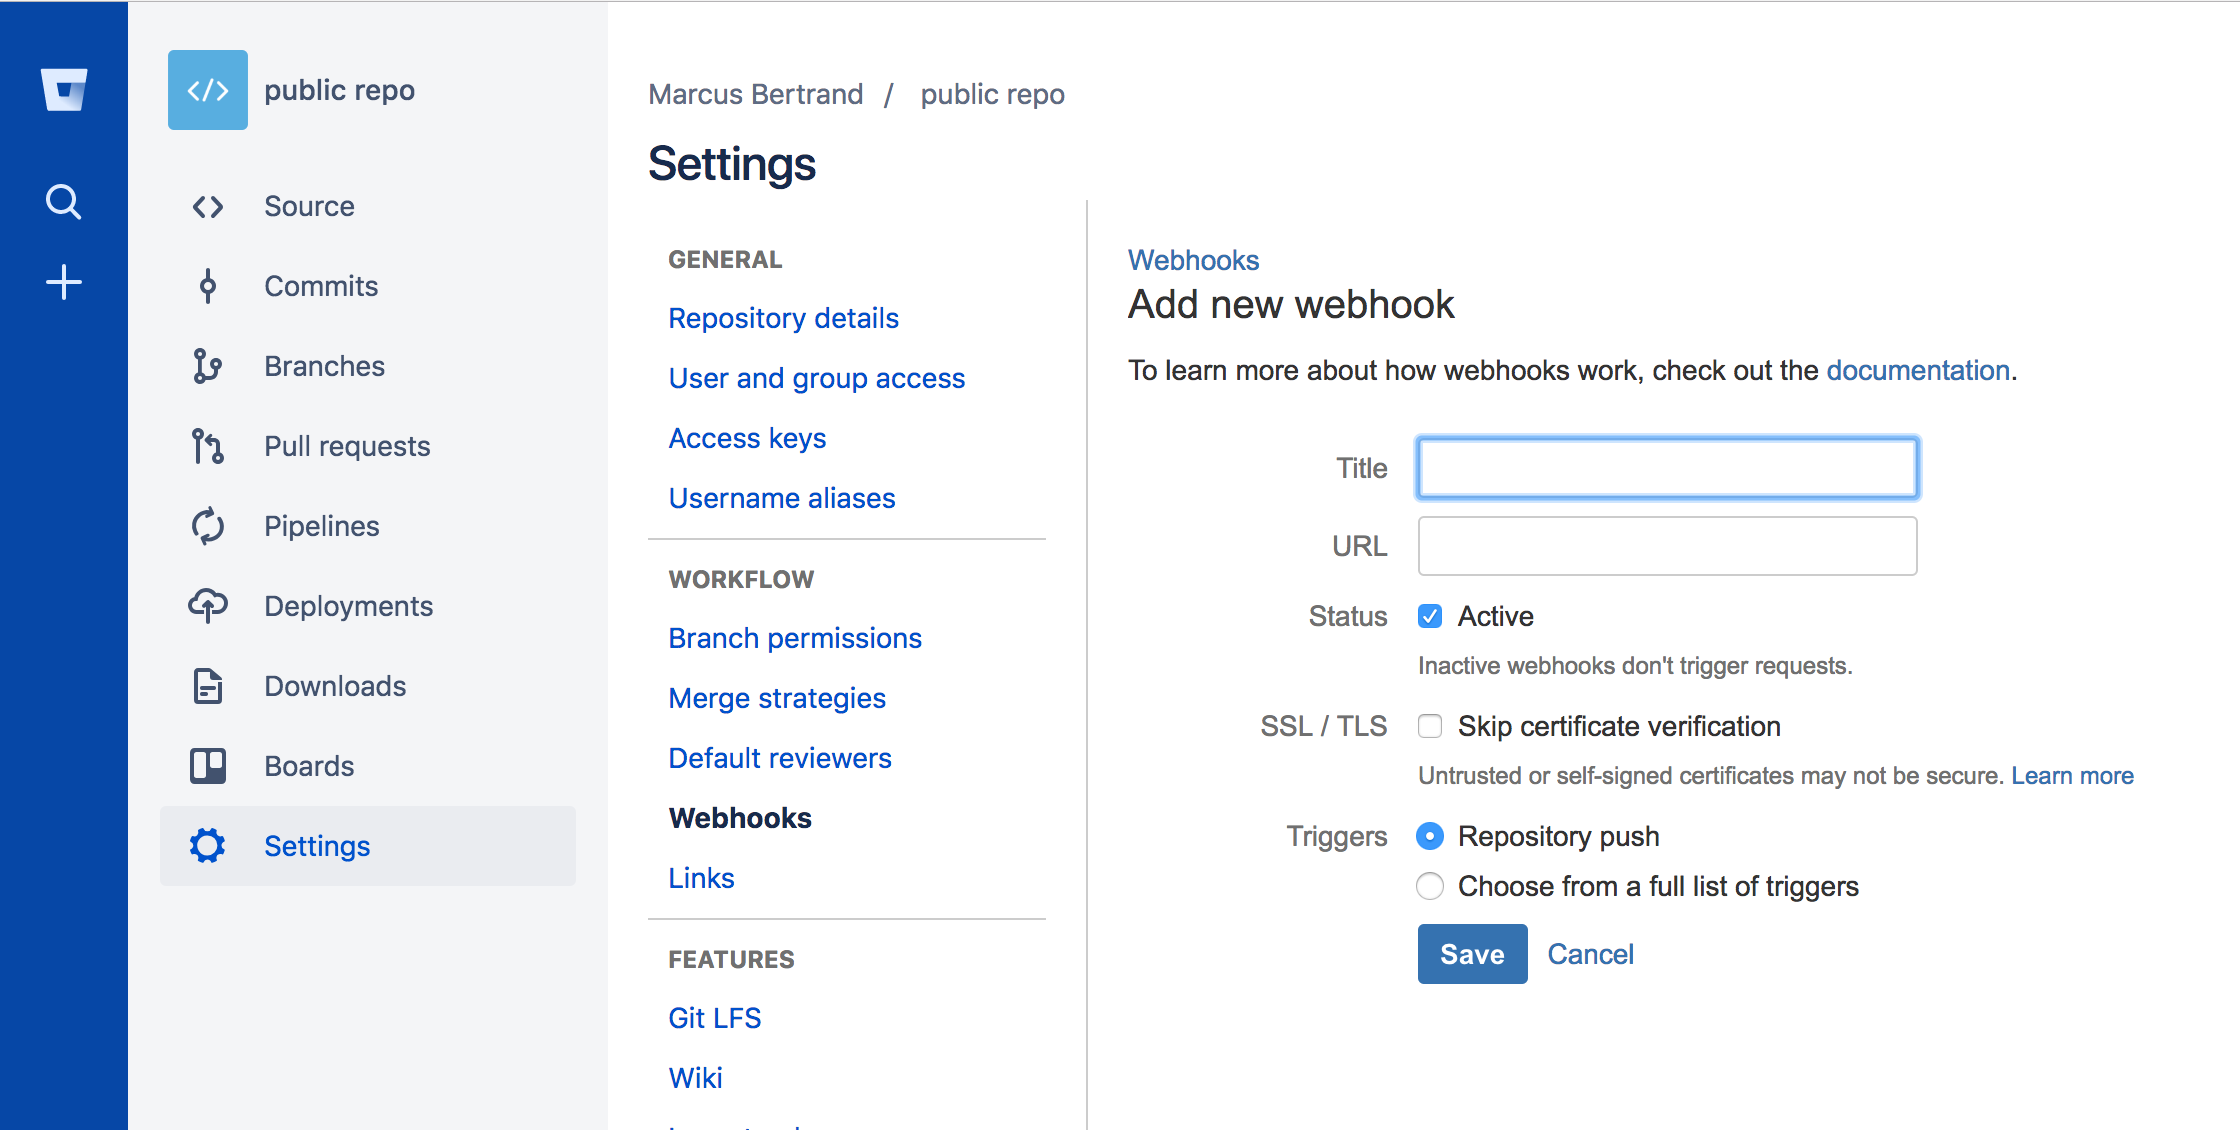 public repo
Source
Commits
Branches
Pull requests
Pipelines
Deployments
Downloads
Boards
Settings
Marcus Bertrand / public repo
Settings
GENERAL
Repository details
User and group access
Access keys
Username aliases
WORKFLOW
Branch permissions
Merge strategies
Default reviewers
Webhooks
Links
FEATURES
Git LFS
Wiki
Webhooks
Add new webhook
To learn more about how webhooks work, check out the documentation.
Title
URL
Status Active
Inactive webhooks don't trigger requests.
SSL / TLS Skip certificate verification
Untrusted or self-signed certificates may not be secure. Learn more
Triggers Repository push
Choose from a full list of triggers
Save Cancel